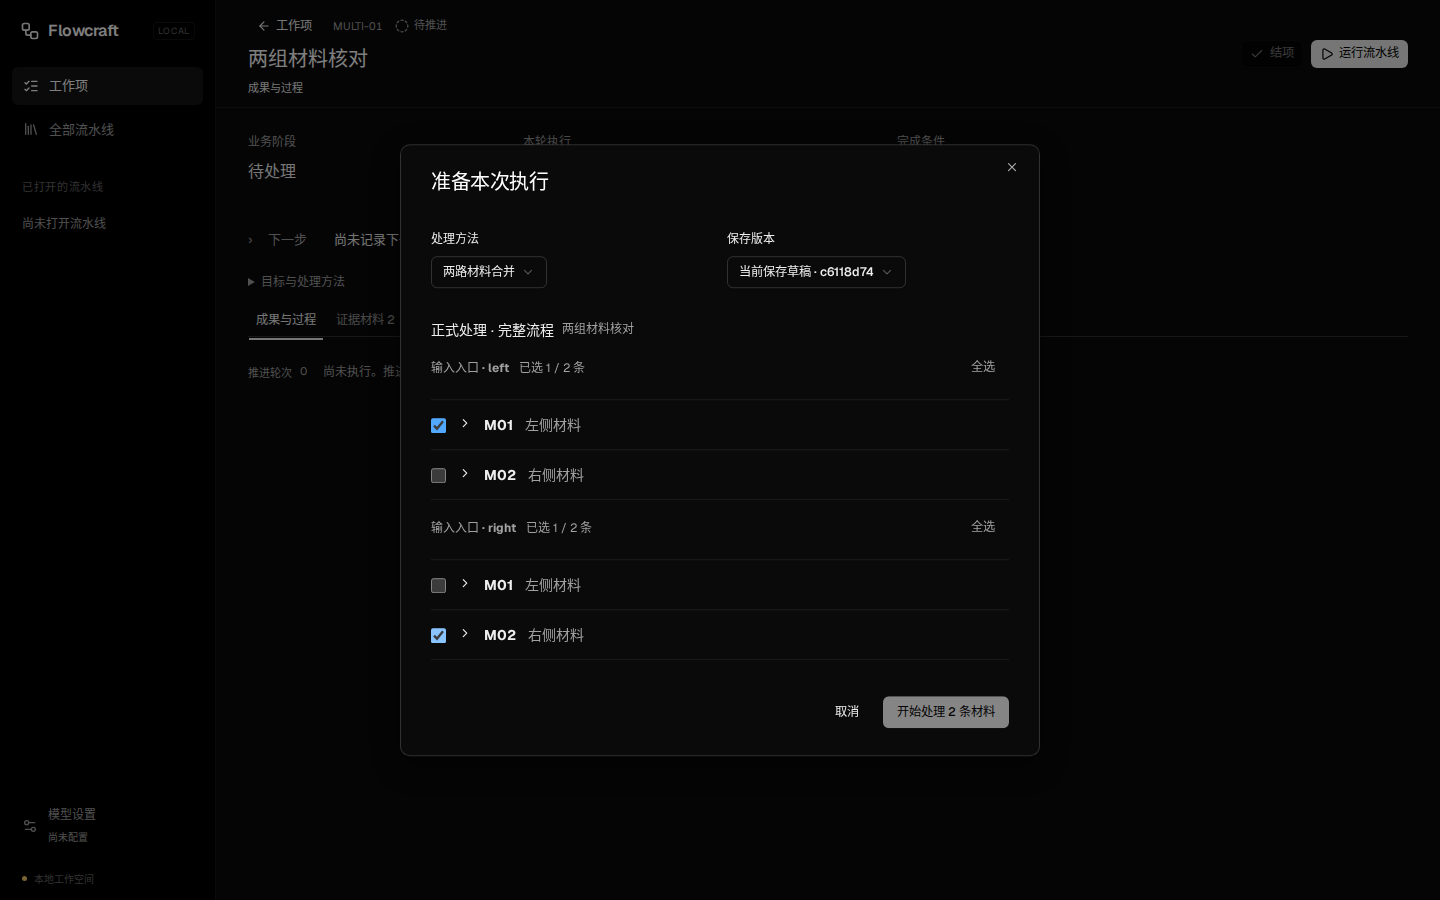 Flowcraft LOCAL
工作项
全部流水线
已打开的流水线
尚未打开流水线
模型设置
尚未配置
本地工作空间
工作项 MULTI-01 待推进
两组材料核对
成果与过程
结项 运行流水线
业务阶段 本轮执行 完成条件
待处理
下一步 尚未记录下
目标与处理方法
成果与过程 证据材料 2
推进轮次 0 尚未执行。推进
准备本次执行
处理方法 保存版本
两路材料合并 当前保存草稿 · c6118d74
正式处理 · 完整流程 两组材料核对
输入入口 · left 已选 1 / 2 条 全选
M01 左侧材料
M02 右侧材料
输入入口 · right 已选 1 / 2 条 全选
M01 左侧材料
M02 右侧材料
取消 开始处理 2 条材料